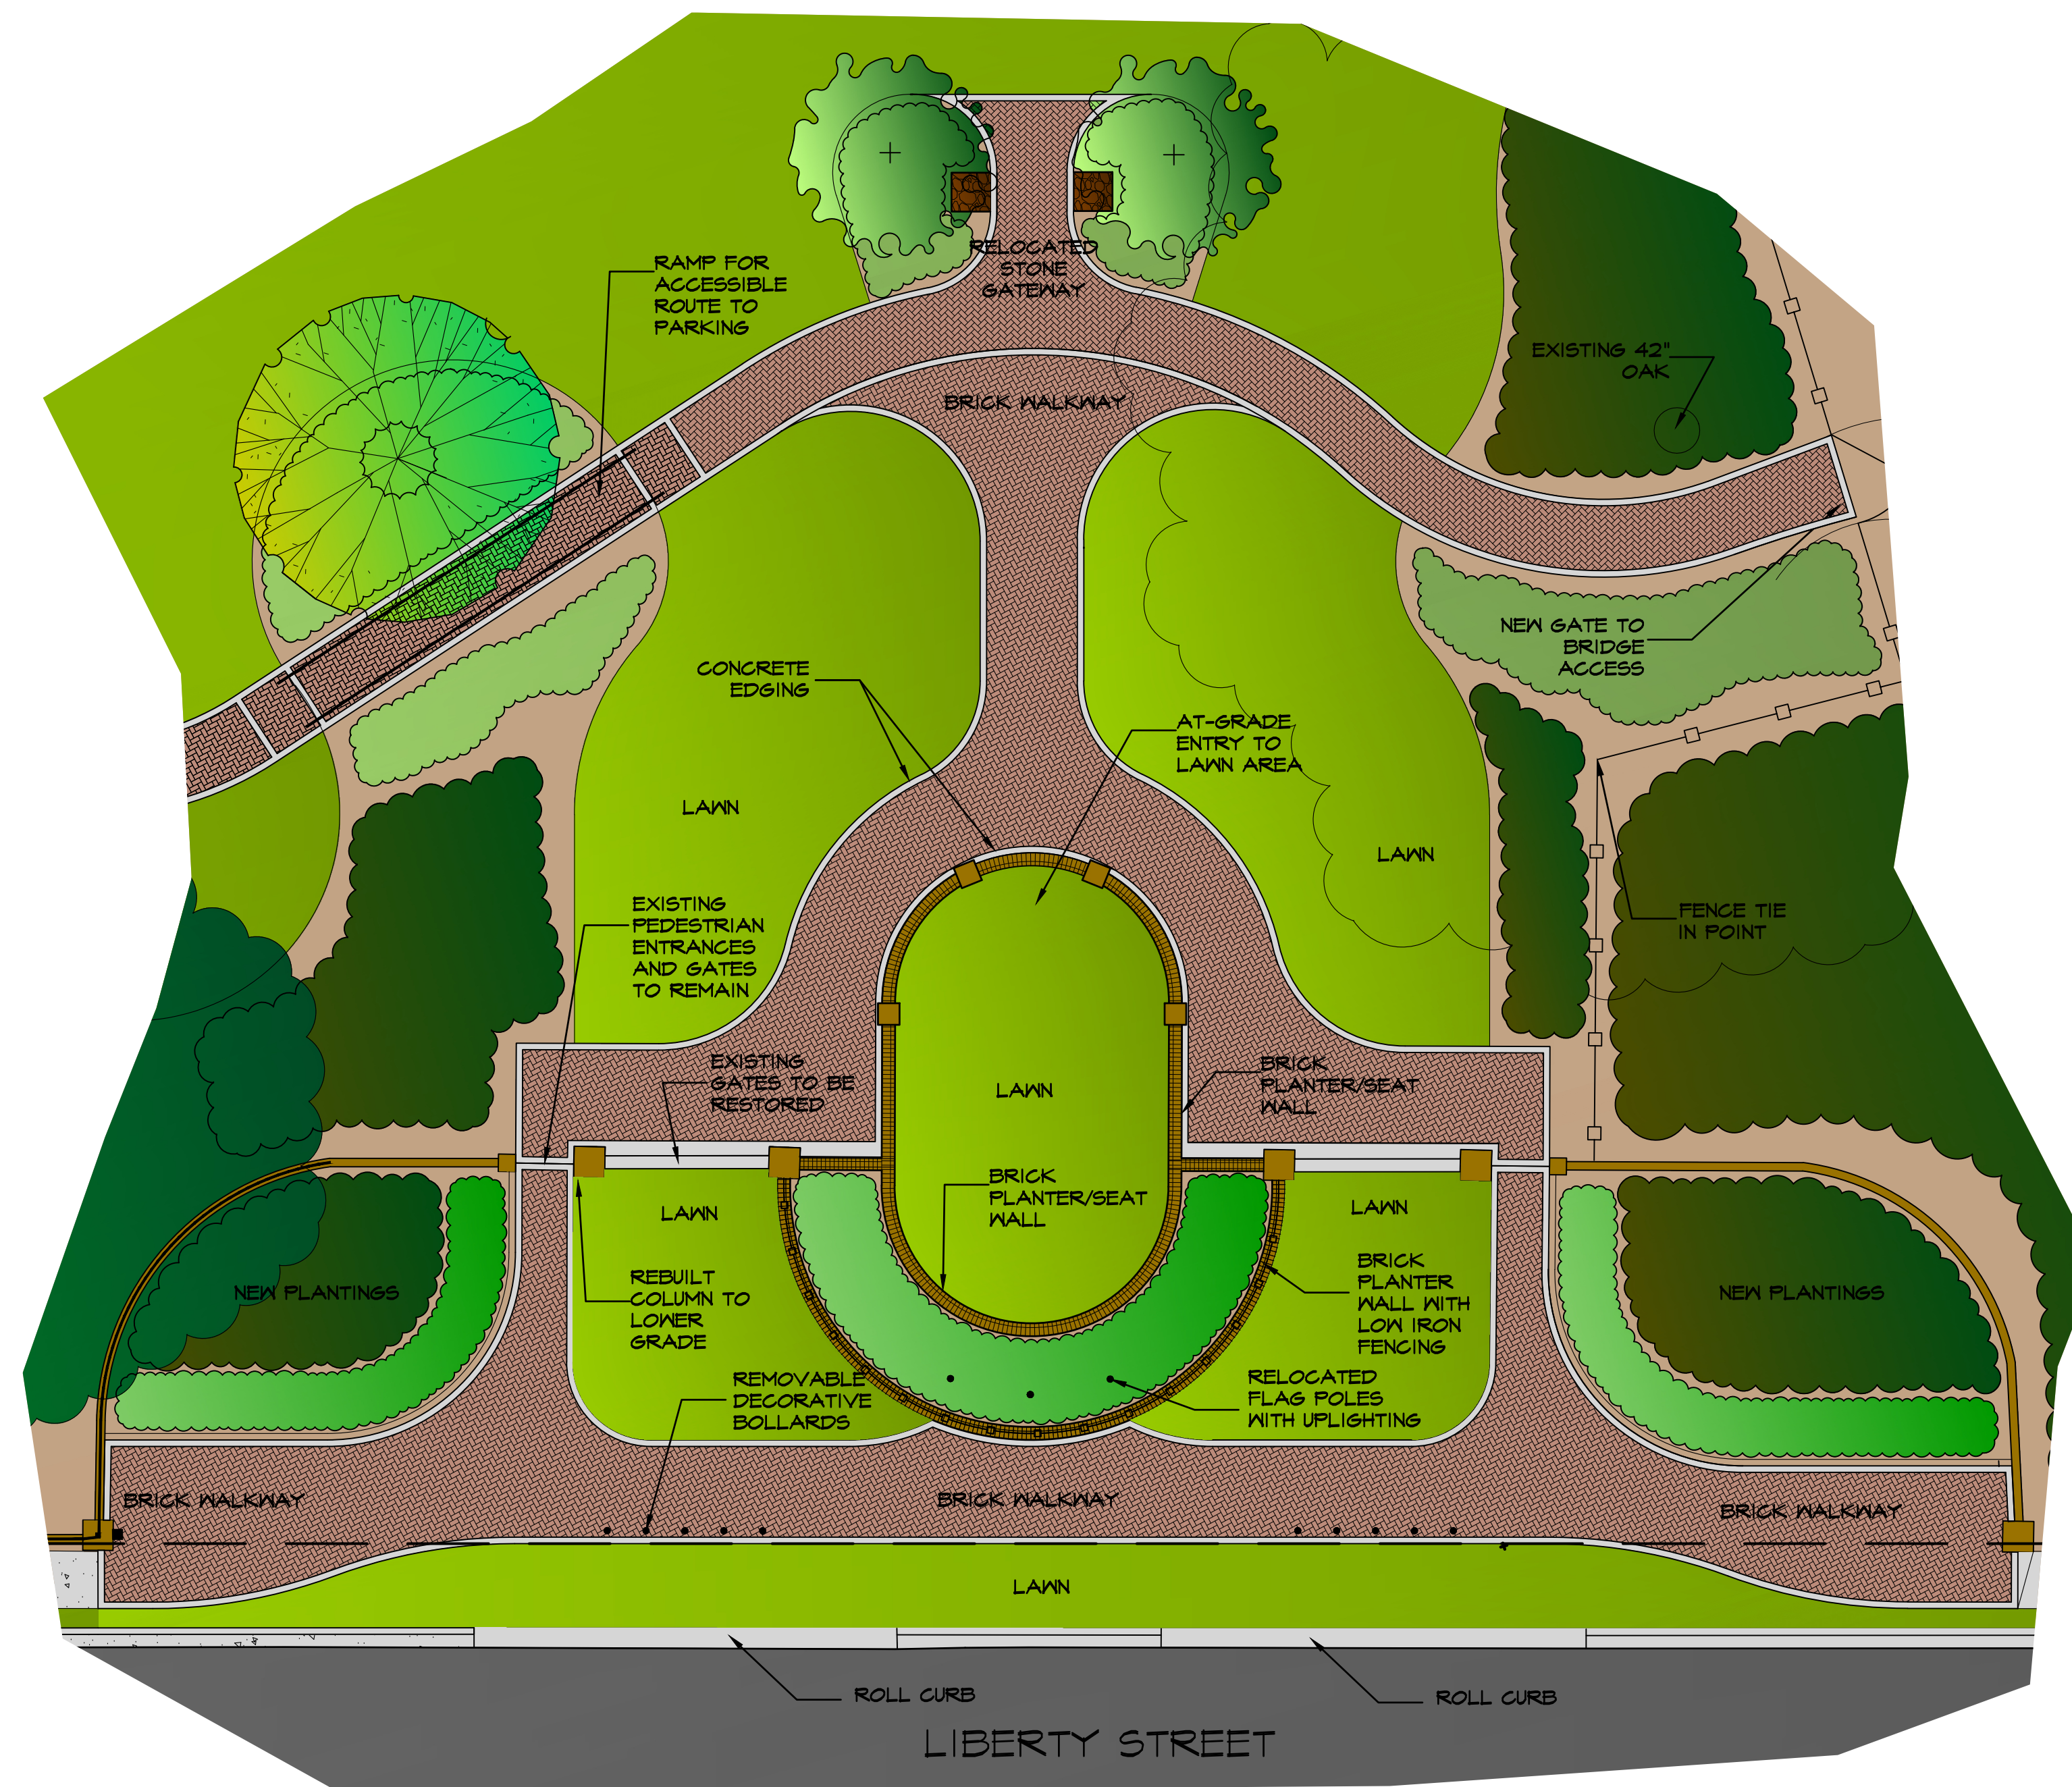 RELOCATED
STONE
GATEWAY
RAMP FOR
ACCESSIBLE
ROUTE TO
PARKING
EXISTING 42"
OAK
BRICK WALKWAY
NEW GATE TO
BRIDGE
ACCESS
CONCRETE
EDGING
AT-GRADE
ENTRY TO
LAWN AREA
LAWN
LAWN
EXISTING
PEDESTRIAN
ENTRANCES
AND GATES
TO REMAIN
FENCE TIE
IN POINT
EXISTING
GATES TO BE
RESTORED
LAWN
BRICK
PLANTER/SEAT
WALL
BRICK
PLANTER/SEAT
WALL
LAWN
LAWN
NEW PLANTINGS
REBUILT
COLUMN TO
LOWER
GRADE
BRICK
PLANTER
WALL WITH
LOW IRON
FENCING
NEW PLANTINGS
REMOVABLE
DECORATIVE
BOLLARDS
RELOCATED
FLAG POLES
WITH UPLIGHTING
BRICK WALKWAY
BRICK WALKWAY
BRICK WALKWAY
LAWN
ROLL CURB
ROLL CURB
LIBERTY STREET